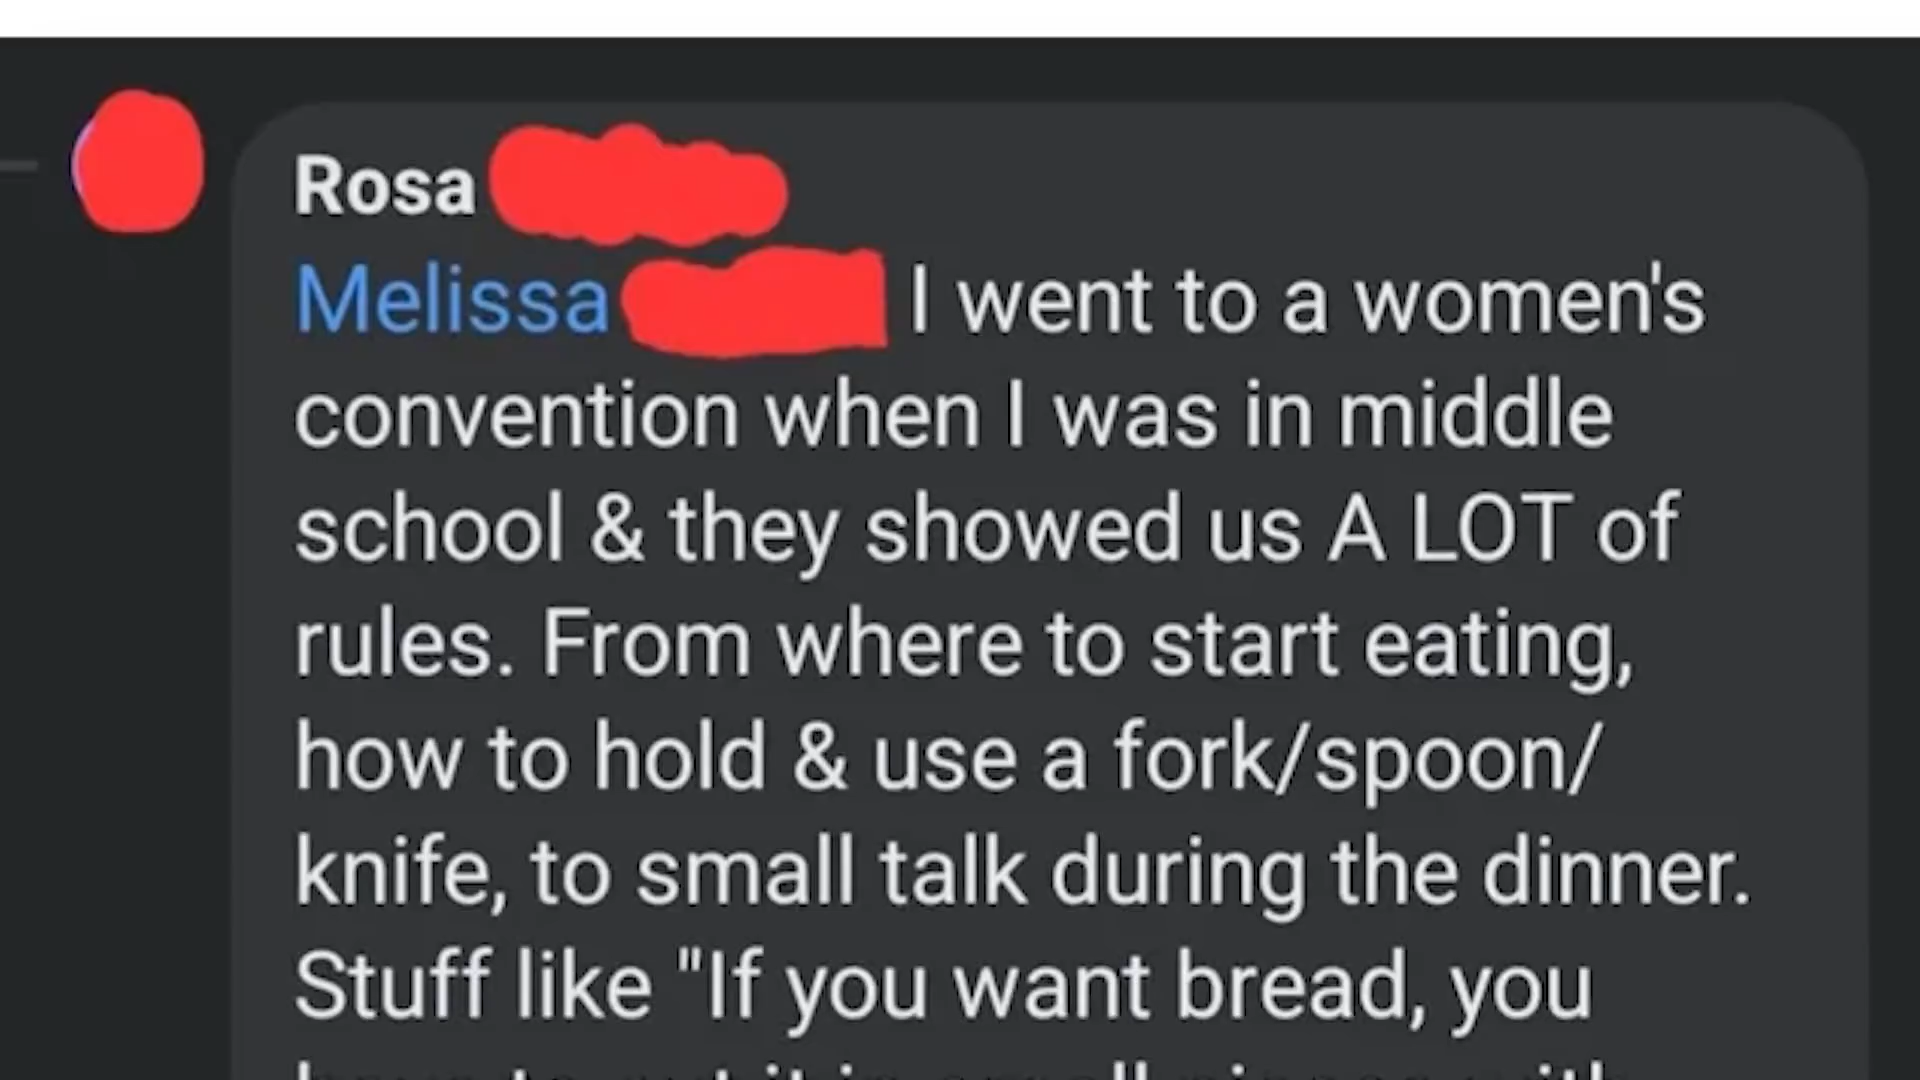 Rosa
Melissa I went to a women's
convention when I was in middle
school & they showed us A LOT of
rules. From where to start eating,
how to hold & use a fork/spoon/
knife, to small talk during the dinner.
Stuff like "If you want bread, you